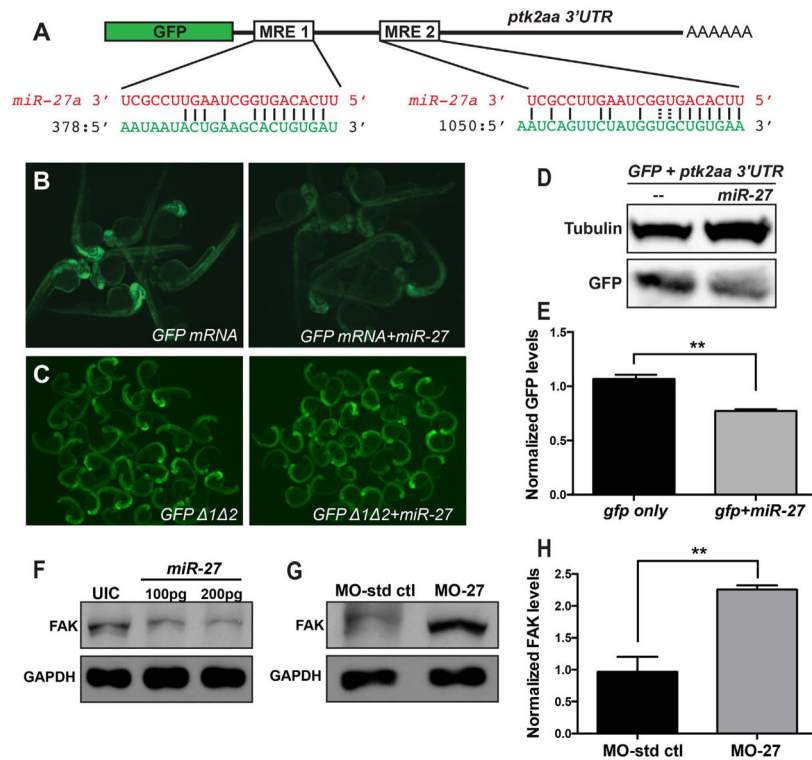 A
GFP
MRE 1
MRE 2
ptk2aa 3'UTR
AAAAAA
miR-27a 3' UCGCCUUGAAUCGGUGACACUU 5'
378:5' AAUAAUACUGAAGCACUGUGAU 3'
miR-27a 3' UCGCCUUGAAUCGGUGACACUU 5'
1050:5' AAUCAGUUCUAUGGUGCUGUGAA 3'
B
GFP mRNA
GFP mRNA+miR-27
C
GFP Δ1Δ2
GFP Δ1Δ2+miR-27
D
GFP + ptk2aa 3'UTR
--
miR-27
Tubulin
GFP
E
Normalized GFP levels
1.5
1.0
0.5
0.0
**
gfp only
gfp+miR-27
F
miR-27
UIC
100pg
200pg
FAK
GAPDH
G
MO-std ctl
MO-27
FAK
GAPDH
H
Normalized FAK levels
2.5
2.0
1.5
1.0
0.5
0.0
**
MO-std ctl
MO-27